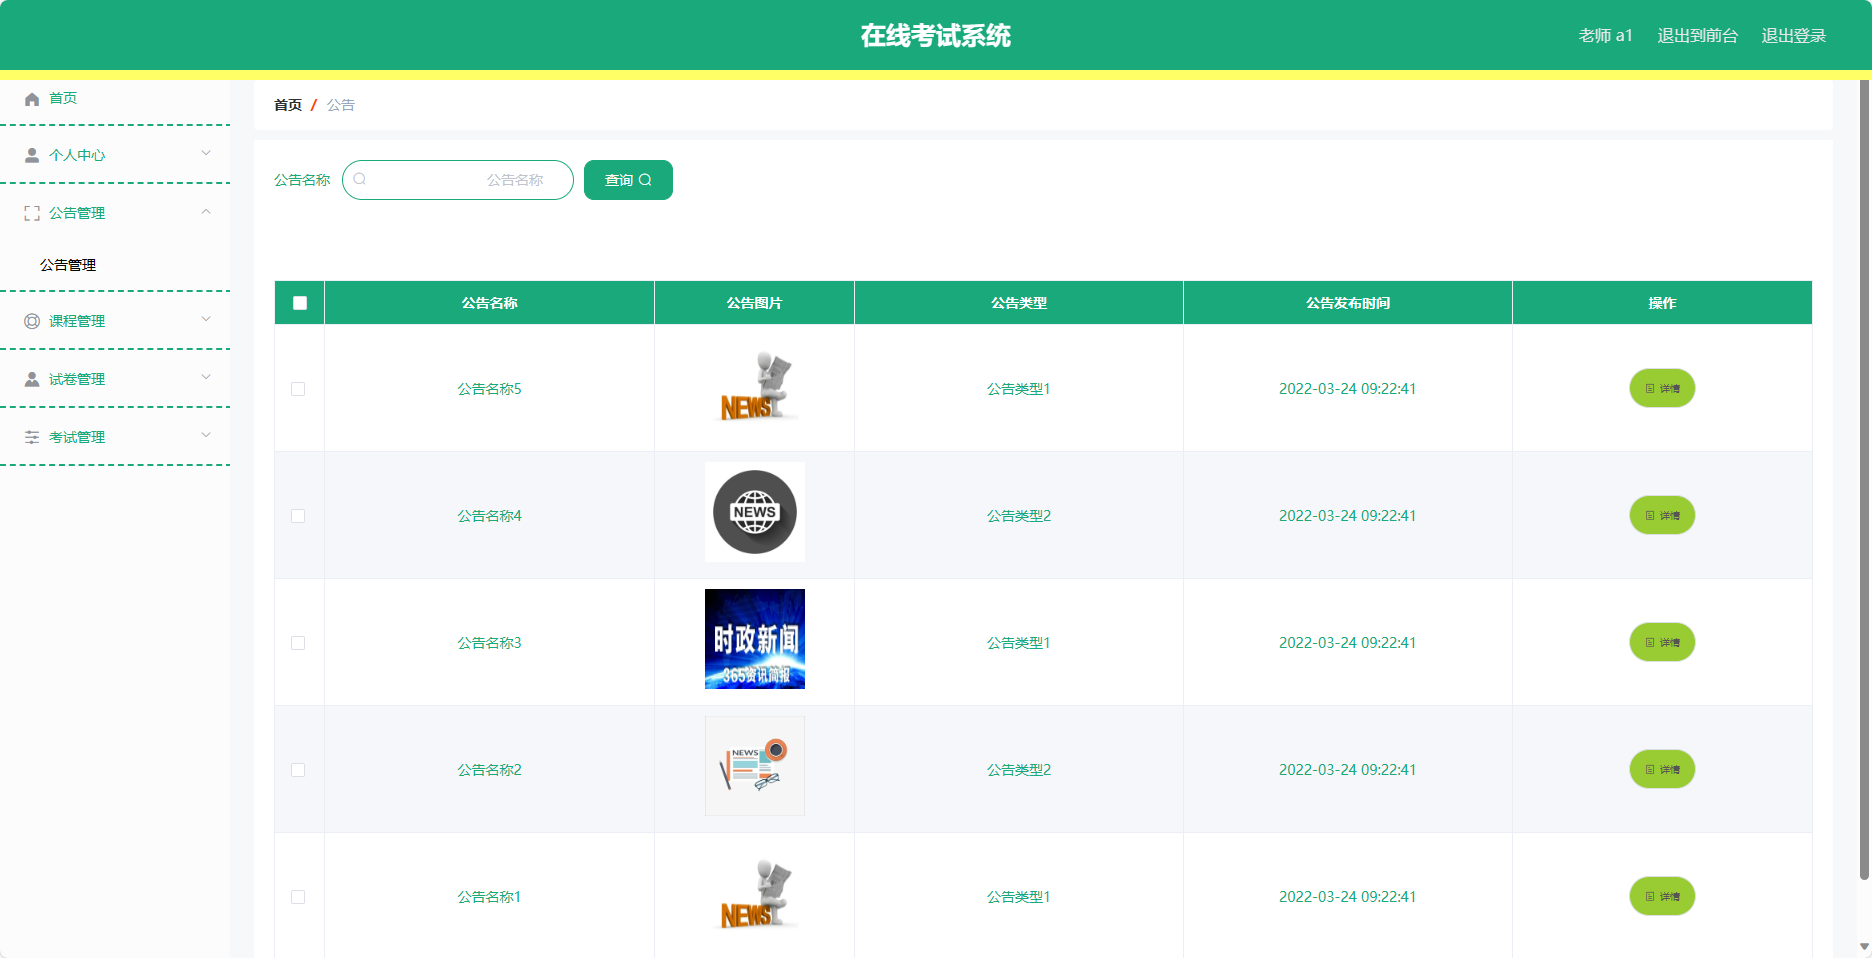 在线考试系统
老师 a1 退出到前台 退出登录
首页
个人中心
公告管理
公告管理
课程管理
试卷管理
考试管理
首页 / 公告
公告名称 公告名称 查询
公告名称 公告图片 公告类型 公告发布时间 操作
公告名称5 NEWS 公告类型1 2022-03-24 09:22:41 详情
公告名称4 NEWS 公告类型2 2022-03-24 09:22:41 详情
公告名称3 时政新闻 公告类型1 2022-03-24 09:22:41 详情
365资讯简报
公告名称2 NEWS 公告类型2 2022-03-24 09:22:41 详情
公告名称1 NEWS 公告类型1 2022-03-24 09:22:41 详情